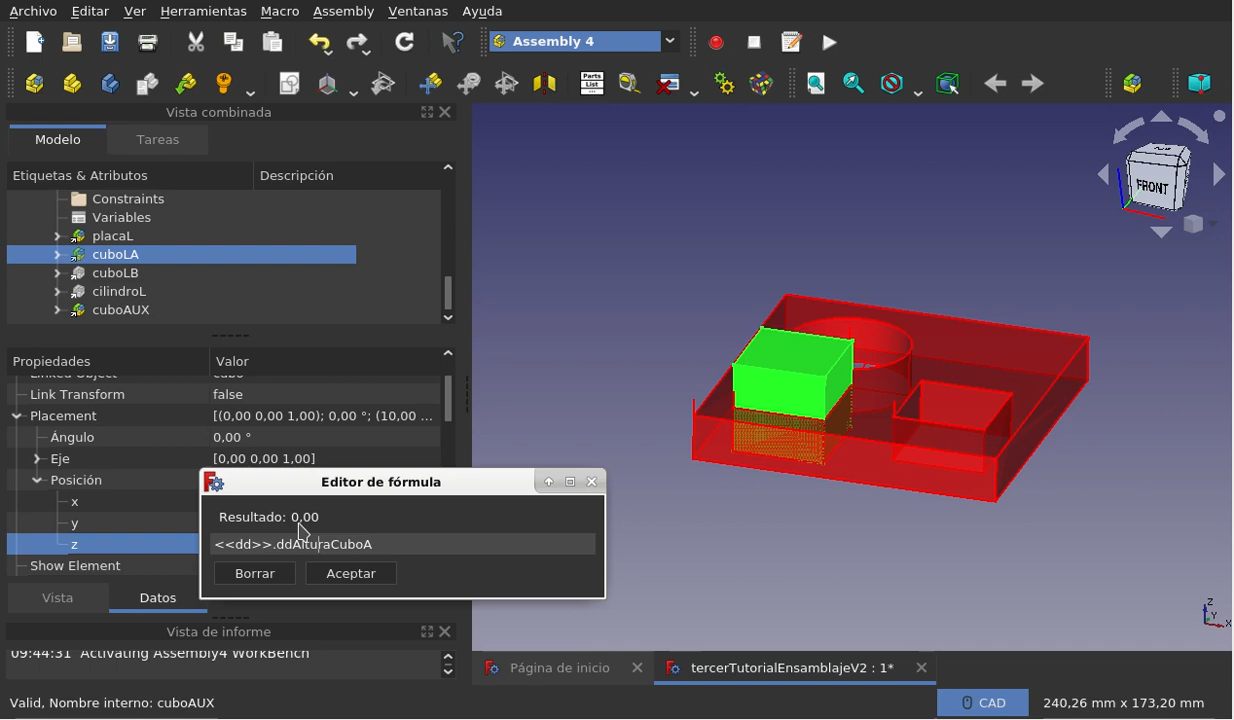 Archivo Editar Ver Herramientas Macro Assembly Ventanas Ayuda
Assembly 4
Parts List
Vista combinada
Modelo Tareas
Etiquetas & Atributos Descripción
Constraints
Variables
placaL
cuboLA
cuboLB
cilindroL
cuboAUX
Propiedades Valor
Linked Object cubo
Link Transform false
Placement [(0,00 0,00 1,00); 0,00 °; (10,00 ...
Ángulo 0,00 °
Eje [0,00 0,00 1,00]
Posición
x
y
z
Show Element
Editor de fórmula
Resultado: 0,00
<<dd>>.ddAlturaCuboA
Borrar Aceptar
Vista Datos
Vista de informe
09:44:31 Activating Assembly4 WorkBench
FRONT
Z
Y
X
Página de inicio tercerTutorialEnsamblajeV2 : 1*
Valid, Nombre interno: cuboAUX
CAD 240,26 mm x 173,20 mm